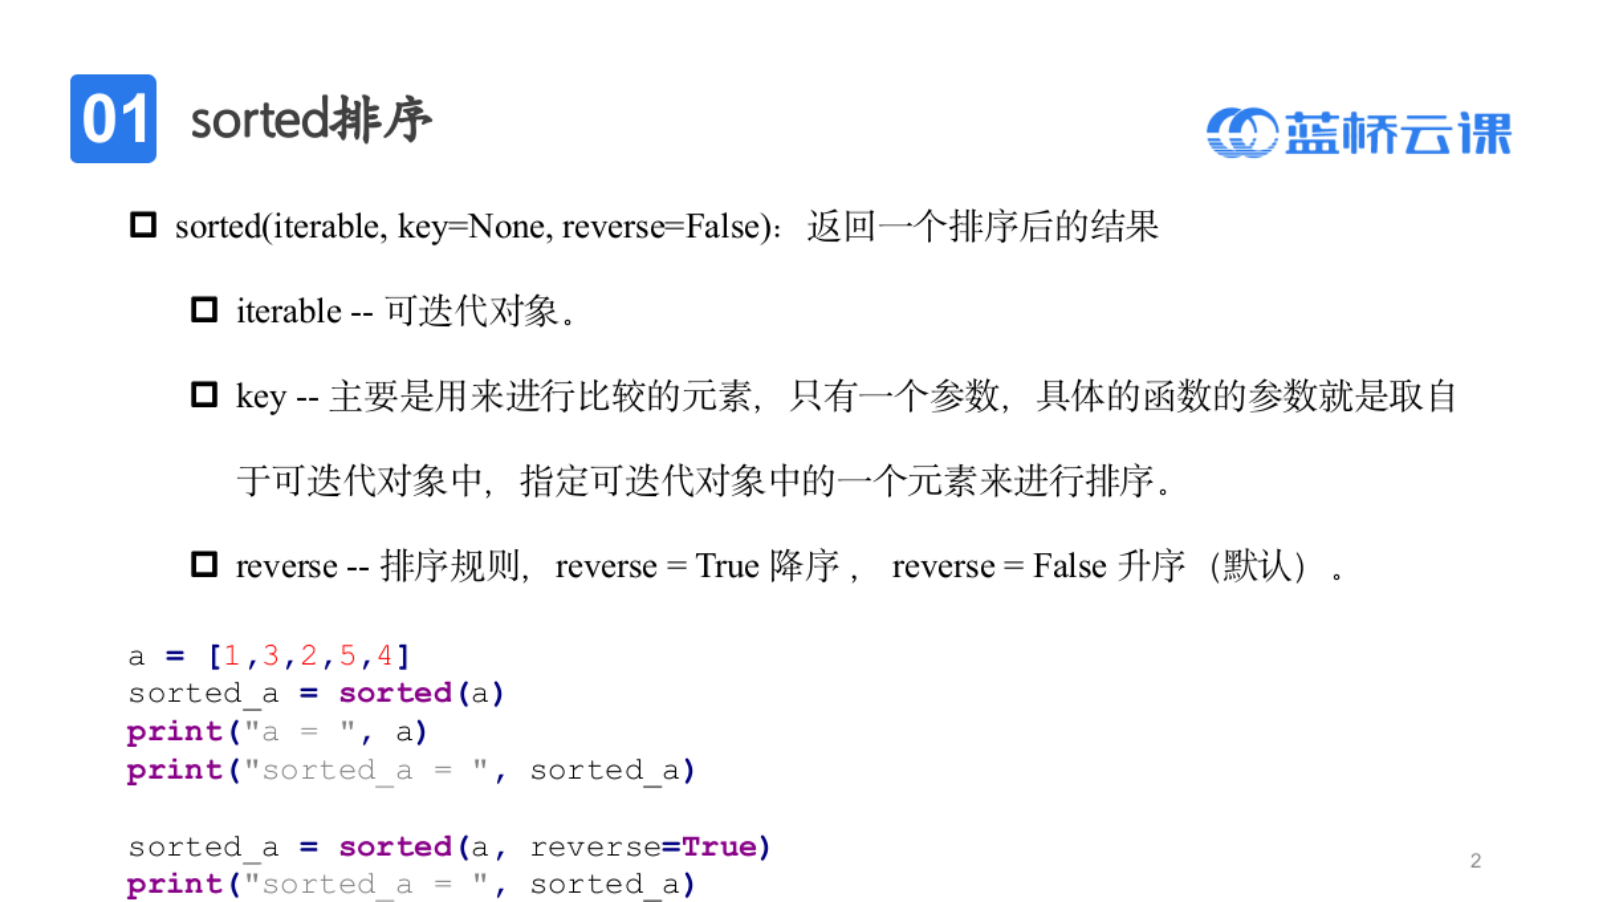 01 sorted排序
蓝桥云课
sorted(iterable, key=None, reverse=False)：返回一个排序后的结果
iterable -- 可迭代对象。
key -- 主要是用来进行比较的元素，只有一个参数，具体的函数的参数就是取自
于可迭代对象中，指定可迭代对象中的一个元素来进行排序。
reverse -- 排序规则，reverse = True 降序 ， reverse = False 升序（默认）。
a = [1,3,2,5,4]
sorted_a = sorted(a)
print("a = ", a)
print("sorted_a = ", sorted_a)
sorted_a = sorted(a, reverse=True)
print("sorted_a = ", sorted_a)
2